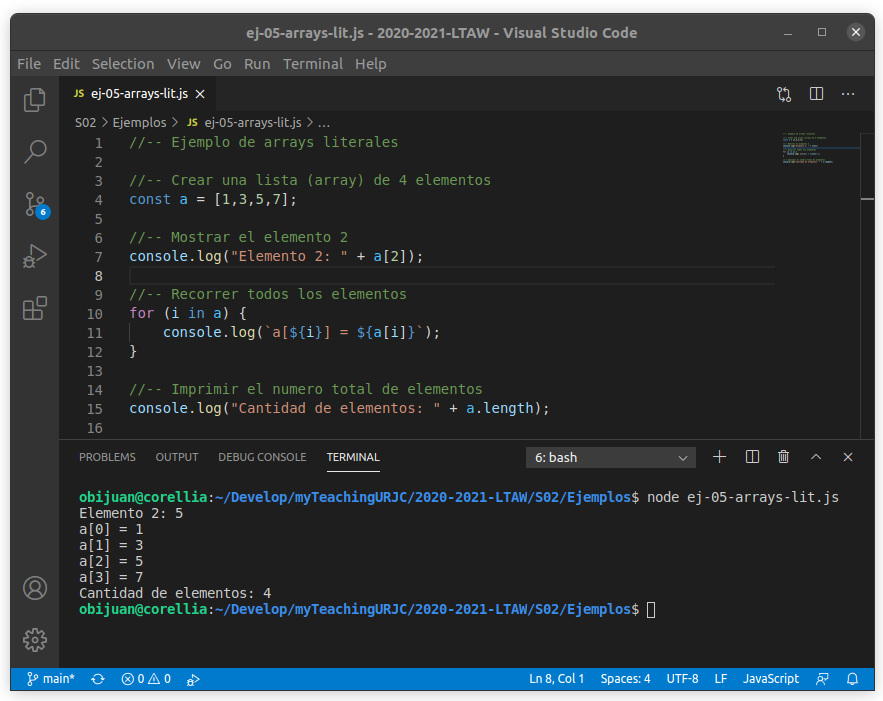 ej-05-arrays-lit.js - 2020-2021-LTAW - Visual Studio Code
File Edit Selection View Go Run Terminal Help
JS ej-05-arrays-lit.js
S02 > Ejemplos > JS ej-05-arrays-lit.js > ...
1 //-- Ejemplo de arrays literales
2
3 //-- Crear una lista (array) de 4 elementos
4 const a = [1,3,5,7];
5
6 //-- Mostrar el elemento 2
7 console.log("Elemento 2: " + a[2]);
8
9 //-- Recorrer todos los elementos
10 for (i in a) {
11     console.log(`a[${i}] = ${a[i]}`);
12 }
13
14 //-- Imprimir el numero total de elementos
15 console.log("Cantidad de elementos: " + a.length);
16
6
PROBLEMS OUTPUT DEBUG CONSOLE TERMINAL 6: bash
obijuan@corellia:~/Develop/myTeachingURJC/2020-2021-LTAW/S02/Ejemplos$ node ej-05-arrays-lit.js
Elemento 2: 5
a[0] = 1
a[1] = 3
a[2] = 5
a[3] = 7
Cantidad de elementos: 4
obijuan@corellia:~/Develop/myTeachingURJC/2020-2021-LTAW/S02/Ejemplos$
main* 0 0 Ln 8, Col 1 Spaces: 4 UTF-8 LF JavaScript